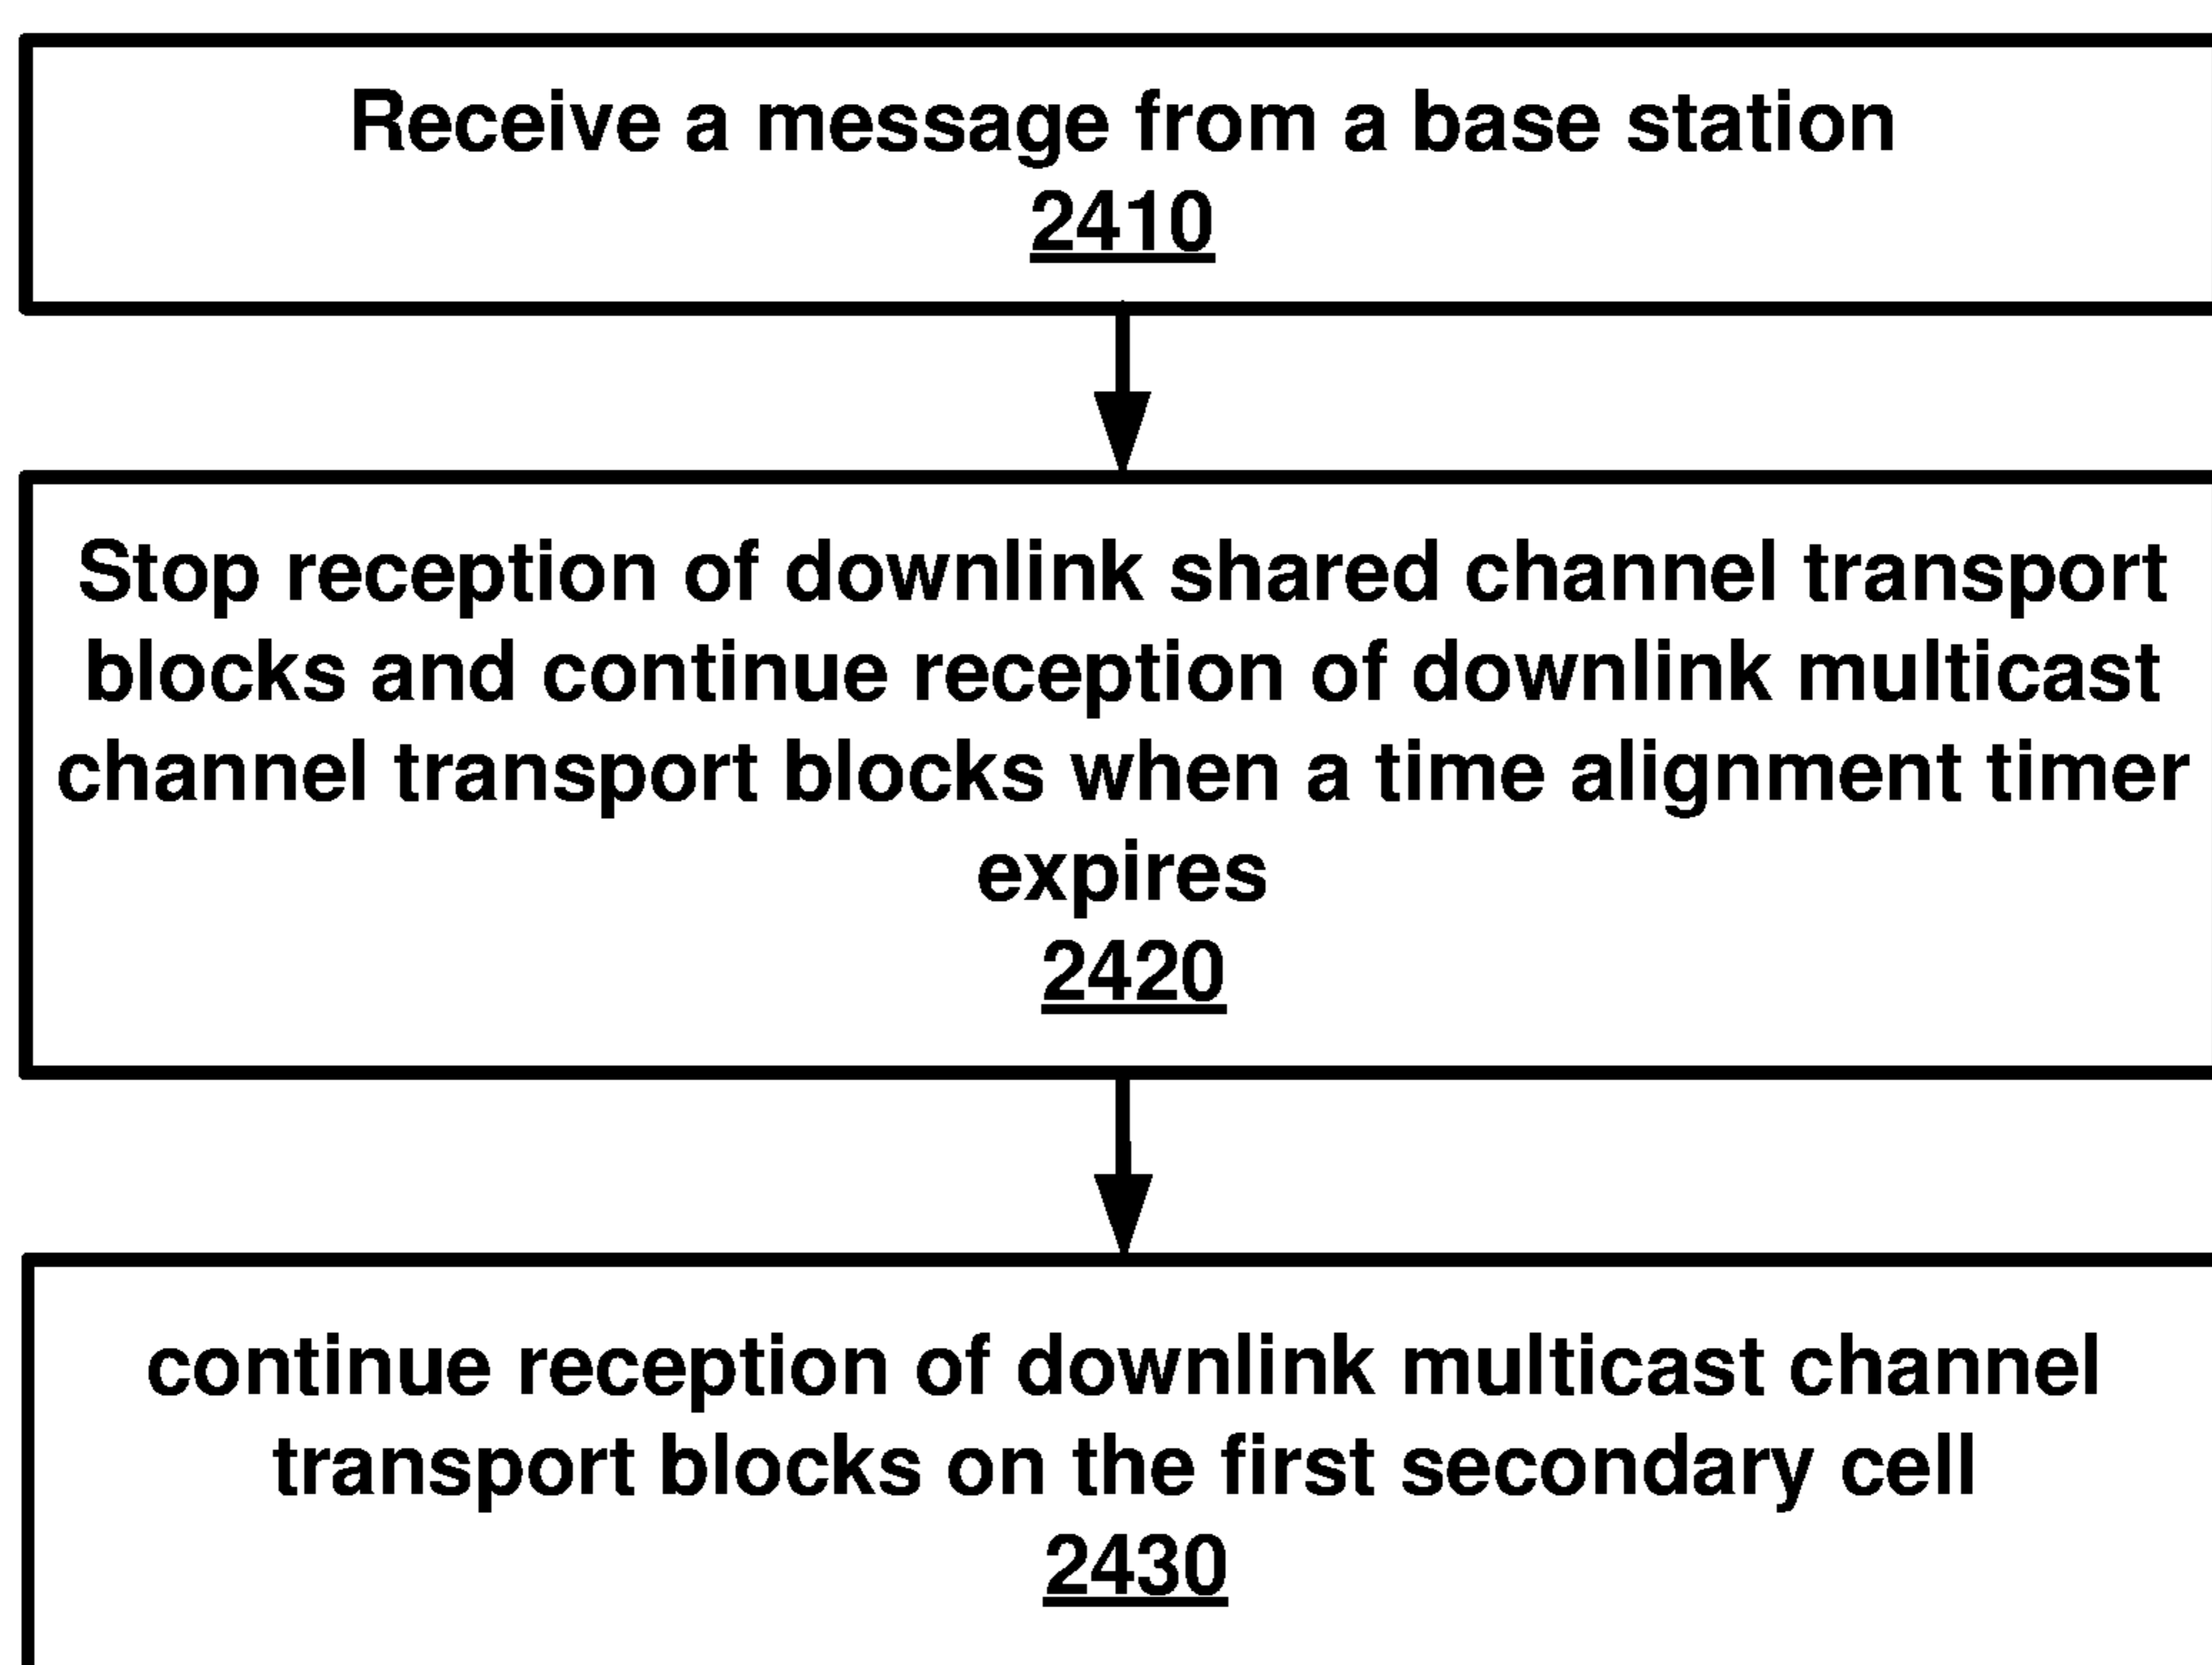 Receive a message from a base station
2410
Stop reception of downlink shared channel transport
blocks and continue reception of downlink multicast
channel transport blocks when a time alignment timer
expires
2420
continue reception of downlink multicast channel
transport blocks on the first secondary cell
2430